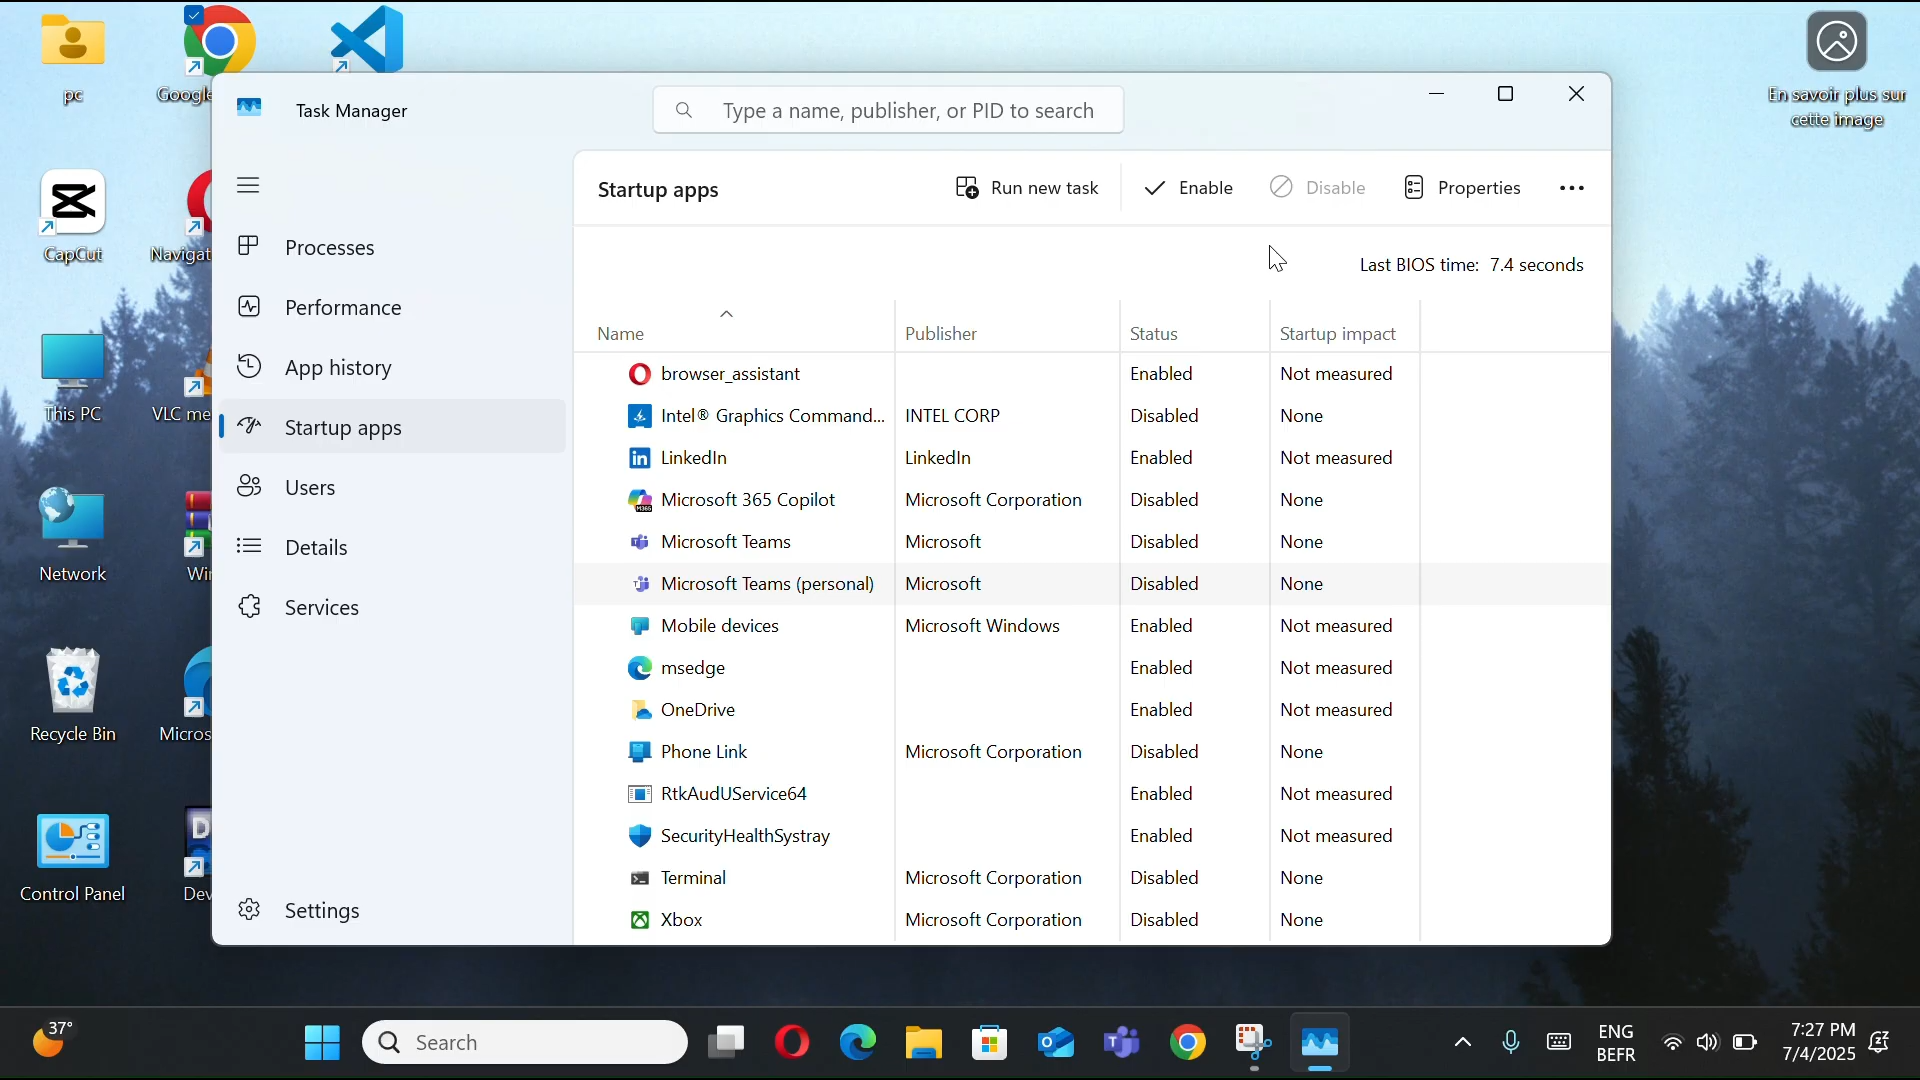 pc
Google
En savoir plus sur
cette image
Task Manager
Type a name, publisher, or PID to search
CapCut
Navigat
This PC
VLC me
Network
Wi
Recycle Bin
Micros
Control Panel
Dev
Processes
Performance
App history
Startup apps
Users
Details
Services
Settings
Startup apps
Run new task
Enable
Disable
Properties
Last BIOS time: 7.4 seconds
Name Publisher Status Startup impact
browser_assistant Enabled Not measured
Intel® Graphics Command... INTEL CORP Disabled None
LinkedIn LinkedIn Enabled Not measured
Microsoft 365 Copilot Microsoft Corporation Disabled None
Microsoft Teams Microsoft Disabled None
Microsoft Teams (personal) Microsoft Disabled None
Mobile devices Microsoft Windows Enabled Not measured
msedge Enabled Not measured
OneDrive Enabled Not measured
Phone Link Microsoft Corporation Disabled None
RtkAudUService64 Enabled Not measured
SecurityHealthSystray Enabled Not measured
Terminal Microsoft Corporation Disabled None
Xbox Microsoft Corporation Disabled None
37°
Search
ENG
BEFR
7:27 PM
7/4/2025